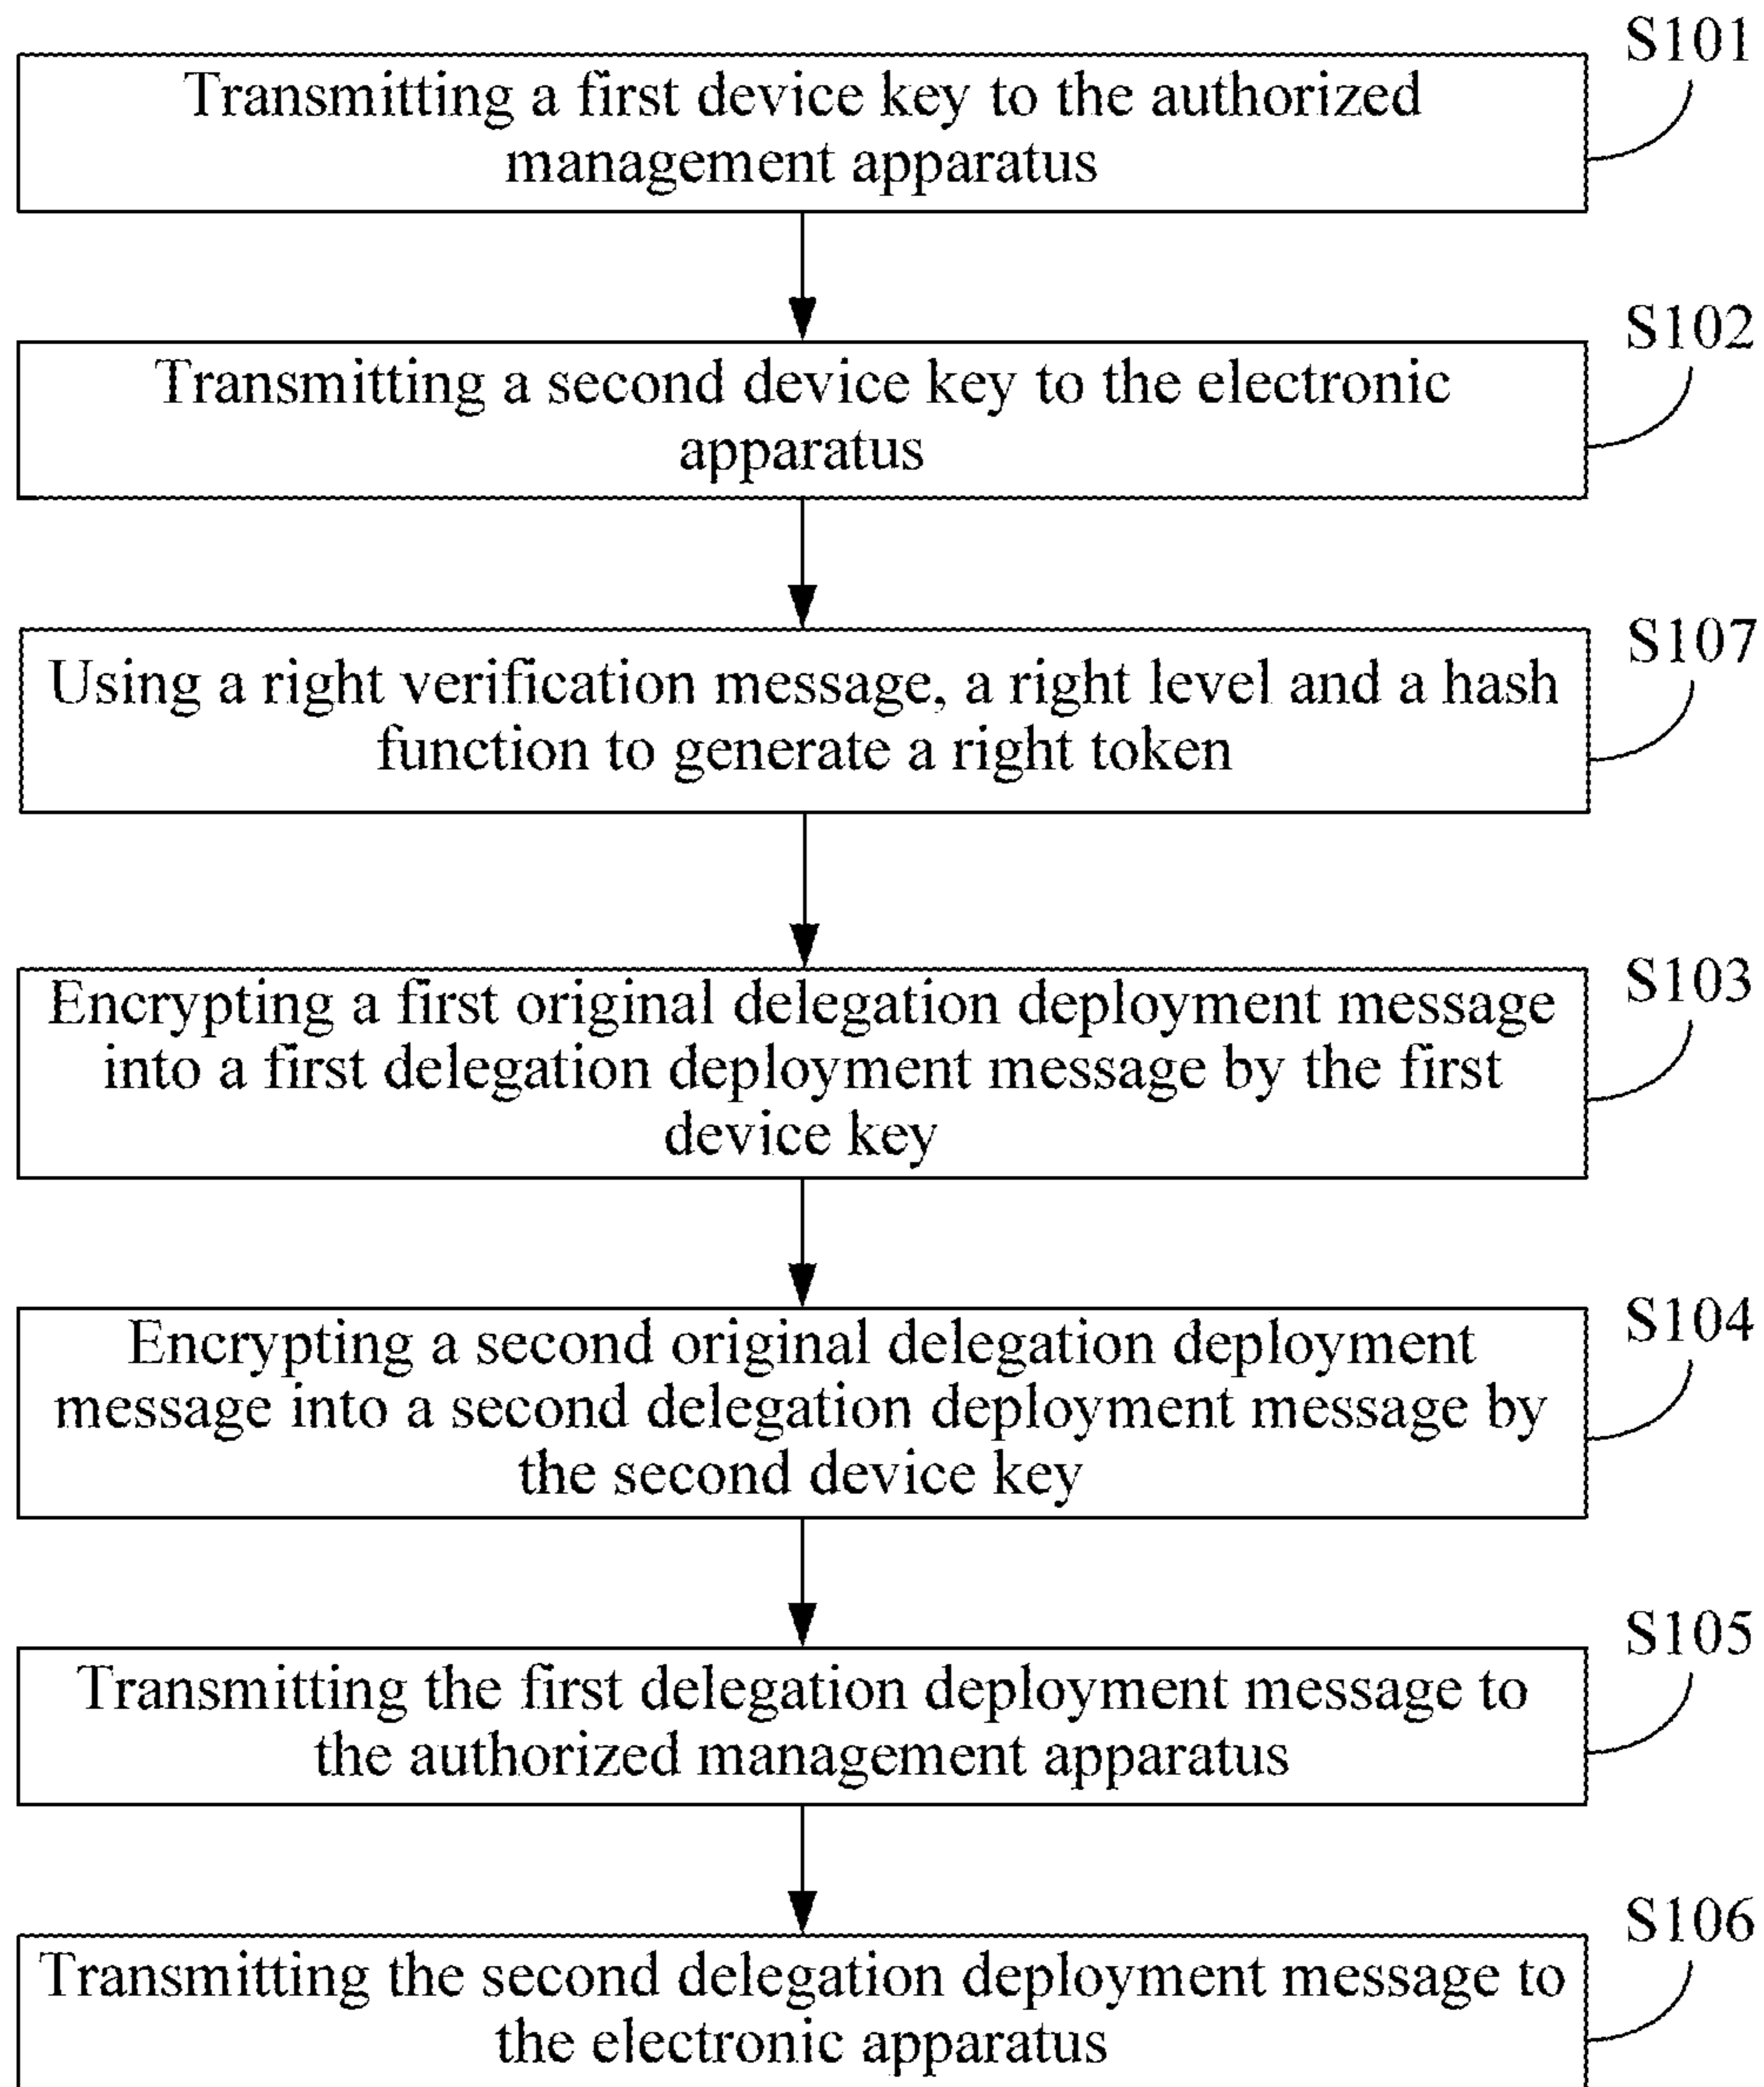 S101
Transmitting a first device key to the authorized
management apparatus
S102
Transmitting a second device key to the electronic
apparatus
S107
Using a right verification message, a right level and a hash
function to generate a right token
S103
Encrypting a first original delegation deployment message
into a first delegation deployment message by the first
device key
S104
Encrypting a second original delegation deployment
message into a second delegation deployment message by
the second device key
S105
Transmitting the first delegation deployment message to
the authorized management apparatus
S106
Transmitting the second delegation deployment message to
the electronic apparatus